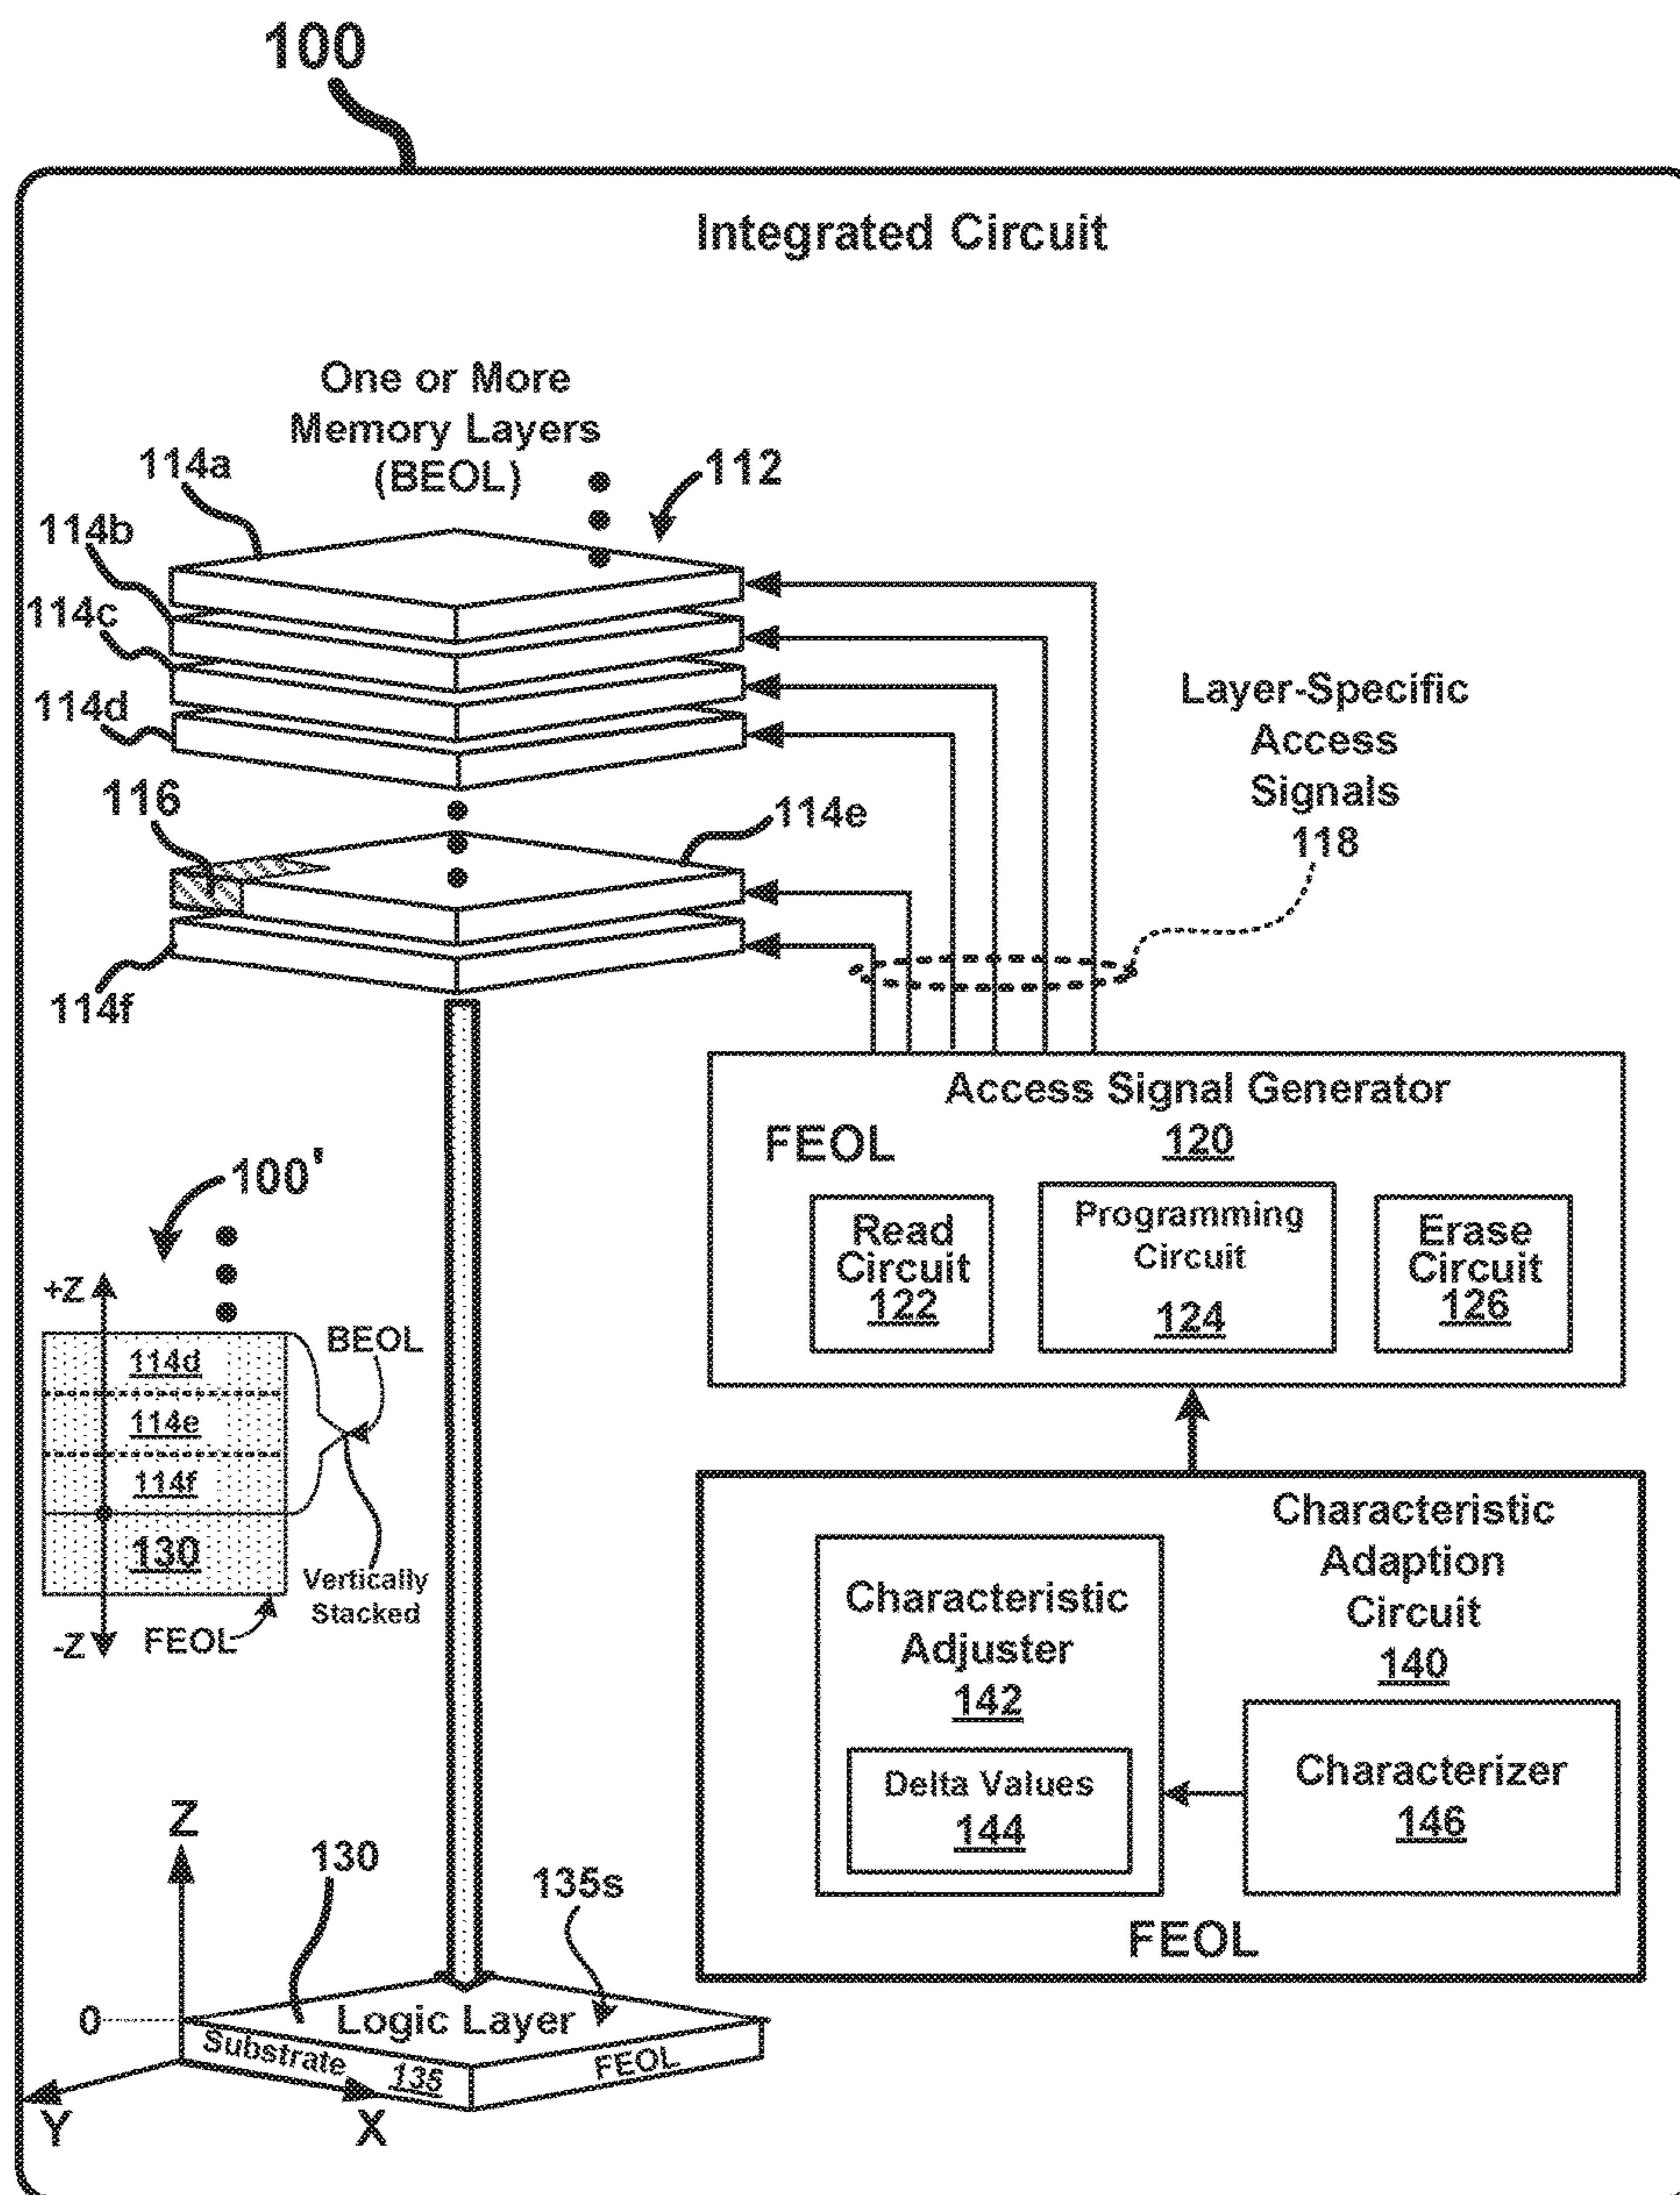 100
Integrated Circuit
One or More
Memory Layers
(BEOL)
112
114a
114b
114c
114d
116
114e
114f
Layer-Specific
Access
Signals
118
Access Signal Generator
120
FEOL
Read
Circuit
122
Programming
Circuit
124
Erase
Circuit
126
100'
+Z
BEOL
114d
114e
114f
130
Vertically
Stacked
-Z
FEOL
Characteristic
Adaption
Circuit
140
Characteristic
Adjuster
142
Delta Values
144
Characterizer
146
FEOL
Z
130
135s
0
Logic Layer
Substrate
135
FEOL
Y
X